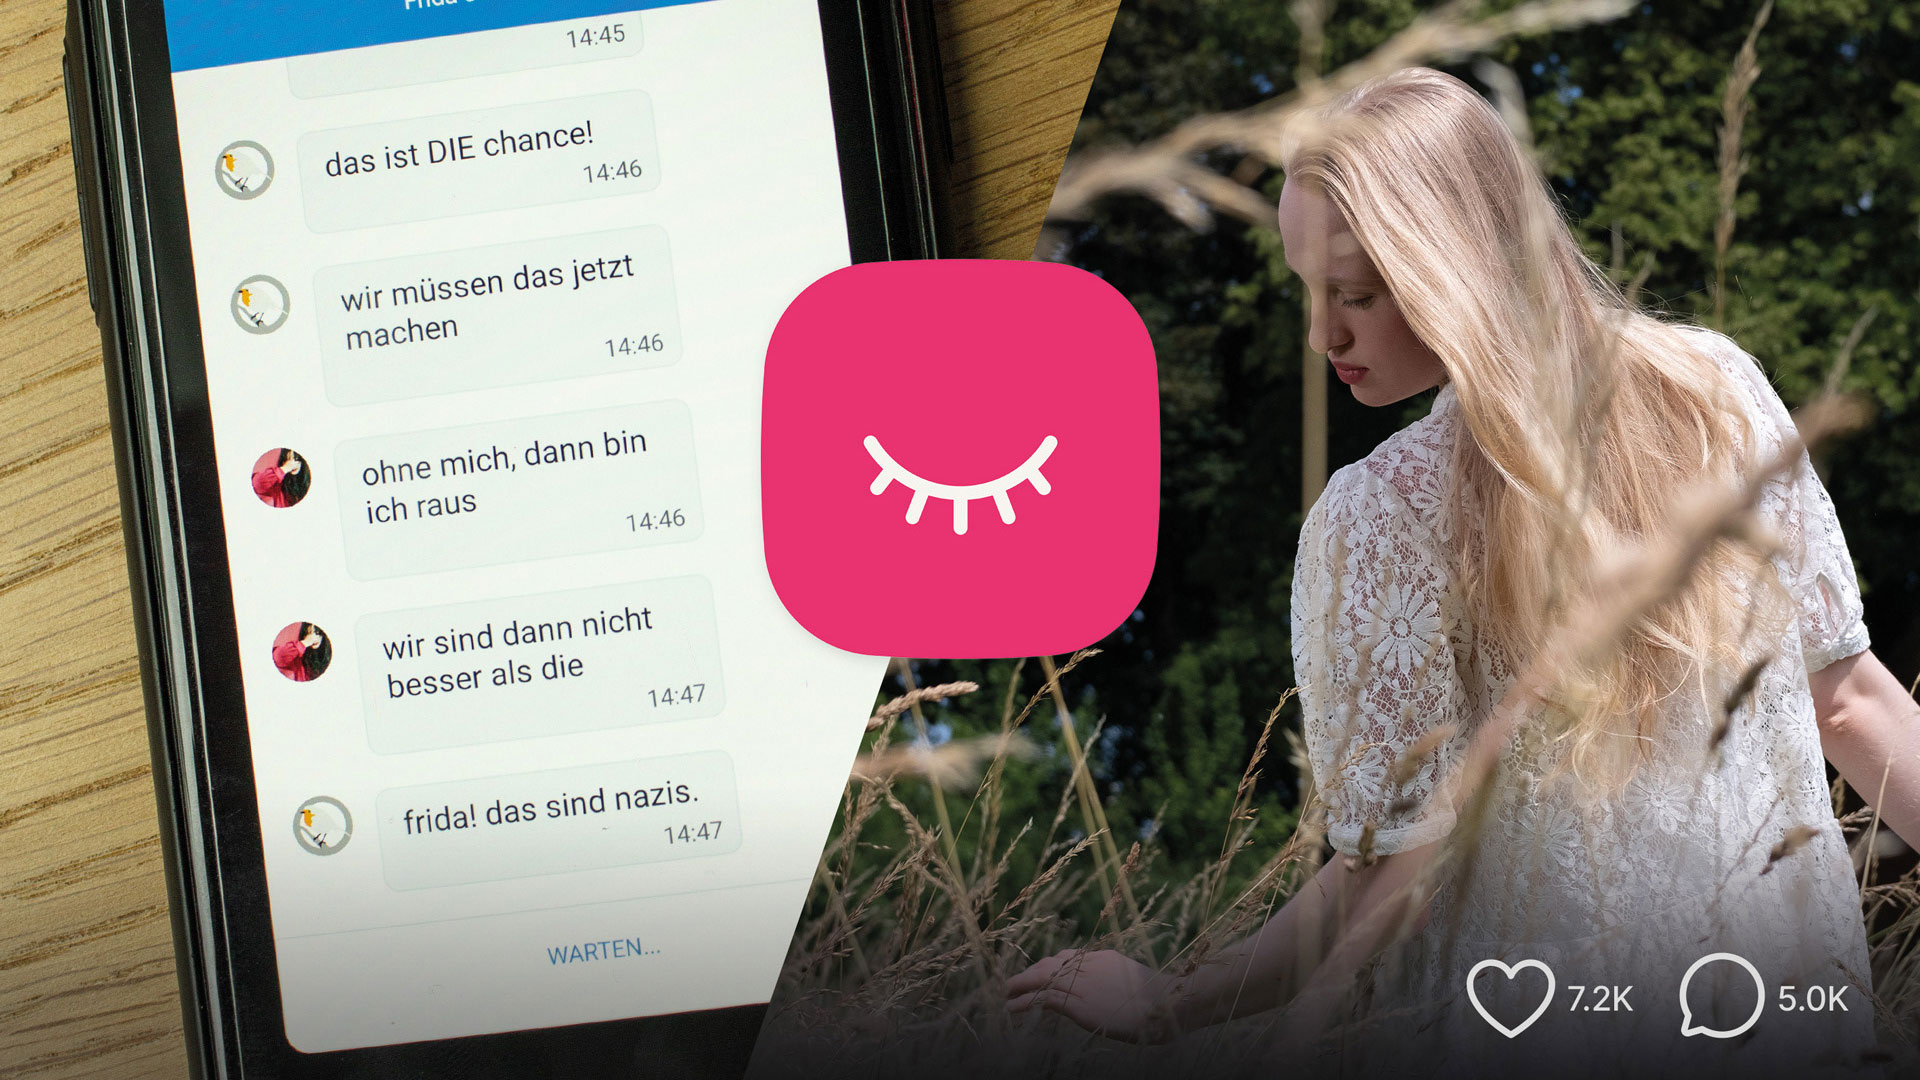 14:45
das ist DIE chance!
14:46
wir müssen das jetzt
machen
14:46
ohne mich, dann bin
ich raus
14:46
wir sind dann nicht
besser als die
14:47
frida! das sind nazis.
14:47
WARTEN...
7.2K
5.0K